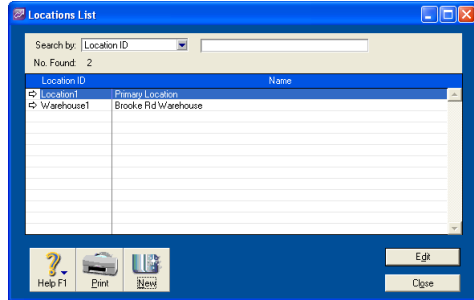 Locations List
Search by: Location ID
No. Found: 2
Location ID Name
Location1 Primary Location
Warehouse1 Brooke Rd Warehouse
Help F1 Print New
Edit
Close